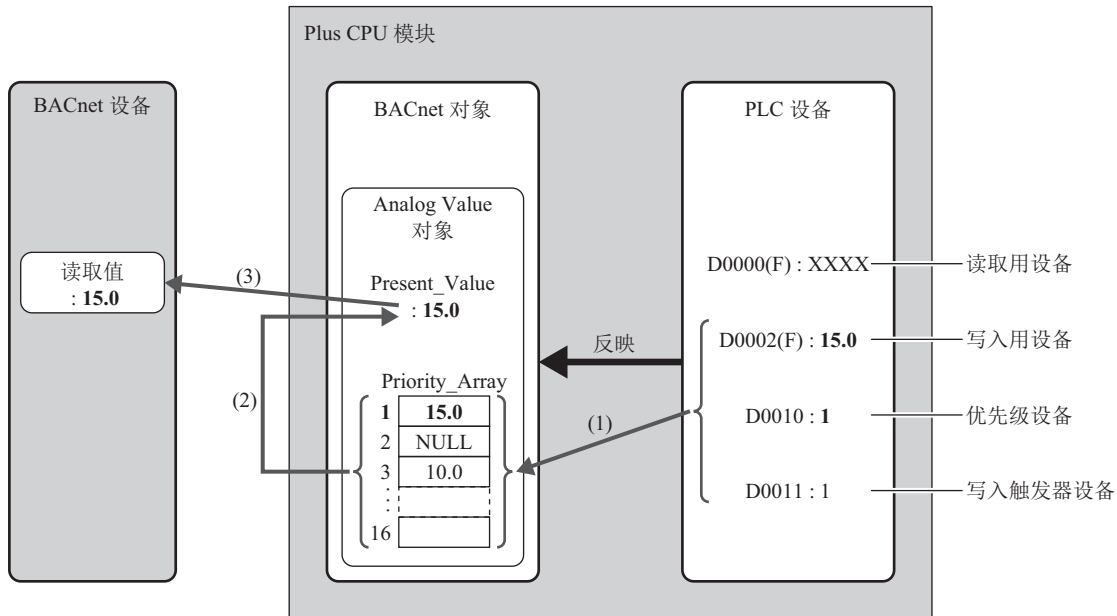 Plus CPU 模块
BACnet 设备
BACnet 对象
PLC 设备
Analog Value
对象
读取值
: 15.0
(3)
Present_Value
: 15.0
D0000(F) : XXXX
读取用设备
反映
D0002(F) : 15.0
写入用设备
(2)
Priority_Array
1 15.0
2 NULL
3 10.0
:
16
(1)
D0010 : 1
优先级设备
D0011 : 1
写入触发器设备